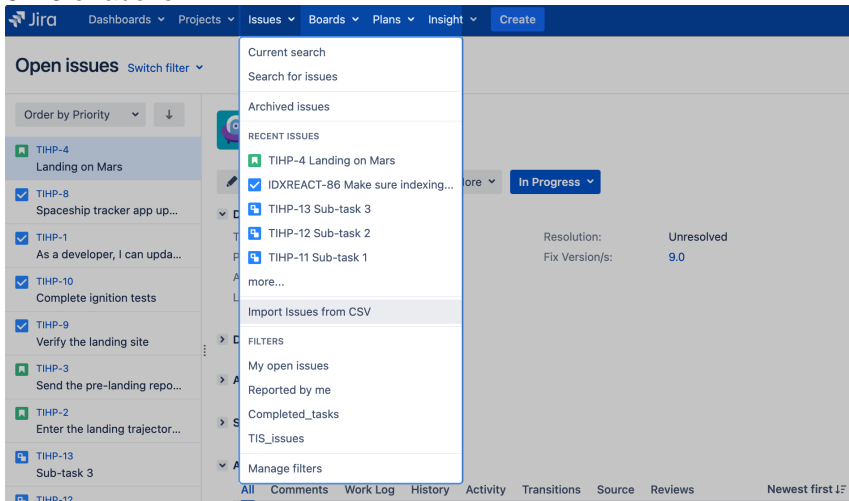 Jira
Dashboards
Projects
Issues
Boards
Plans
Insight
Create
Open issues
Switch filter
Order by Priority
TIHP-4
Landing on Mars
TIHP-8
Spaceship tracker app up...
TIHP-1
As a developer, I can upda...
TIHP-10
Complete ignition tests
TIHP-9
Verify the landing site
TIHP-3
Send the pre-landing repo...
TIHP-2
Enter the landing trajector...
TIHP-13
Sub-task 3
TIHP-12
Current search
Search for issues
Archived issues
RECENT ISSUES
TIHP-4 Landing on Mars
IDXREACT-86 Make sure indexing...
TIHP-13 Sub-task 3
TIHP-12 Sub-task 2
TIHP-11 Sub-task 1
more...
Import Issues from CSV
FILTERS
My open issues
Reported by me
Completed_tasks
TIS_issues
Manage filters
In Progress
Resolution: Unresolved
Fix Version/s: 9.0
All Comments Work Log History Activity Transitions Source Reviews Newest first